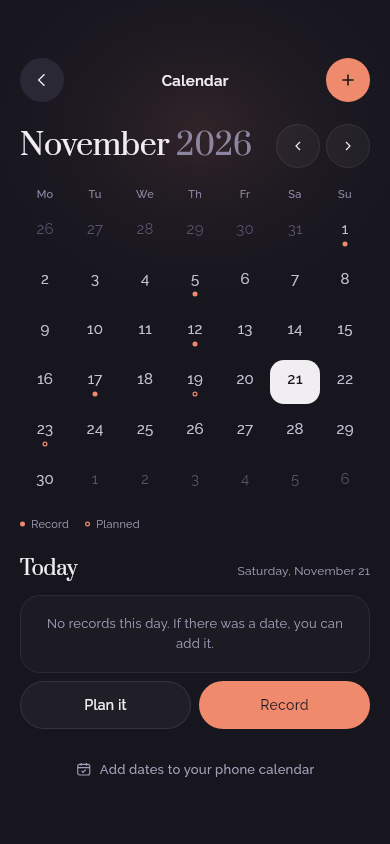 Calendar
November 2026
Mo Tu We Th Fr Sa Su
26 27 28 29 30 31 1
2 3 4 5 6 7 8
9 10 11 12 13 14 15
16 17 18 19 20 21 22
23 24 25 26 27 28 29
30 1 2 3 4 5 6
Record Planned
Today Saturday, November 21
No records this day. If there was a date, you can
add it.
Plan it Record
Add dates to your phone calendar